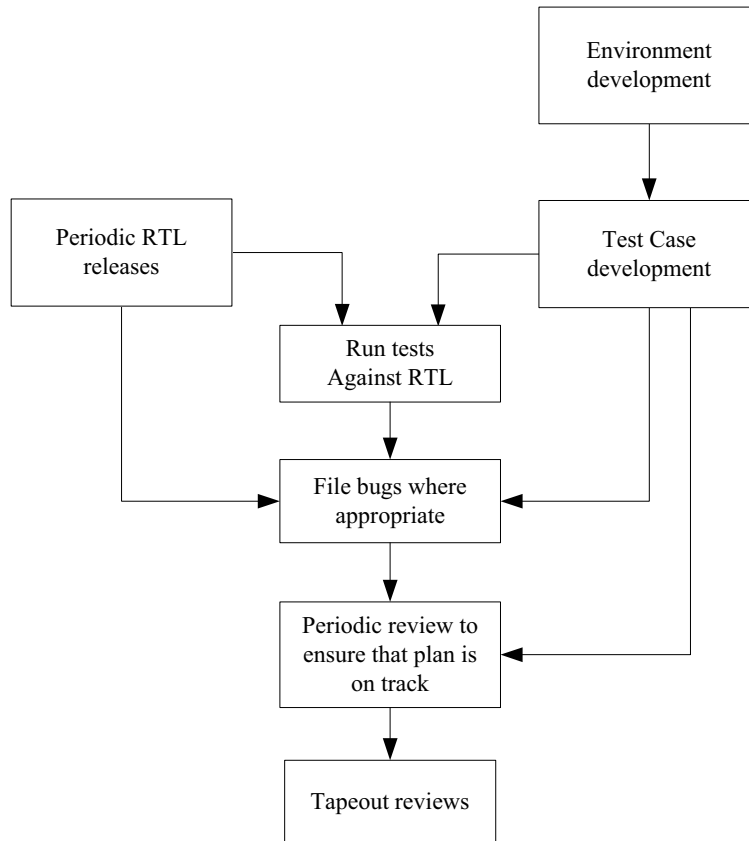 Environment
development
Periodic RTL
releases
Test Case
development
Run tests
Against RTL
File bugs where
appropriate
Periodic review to
ensure that plan is
on track
Tapeout reviews